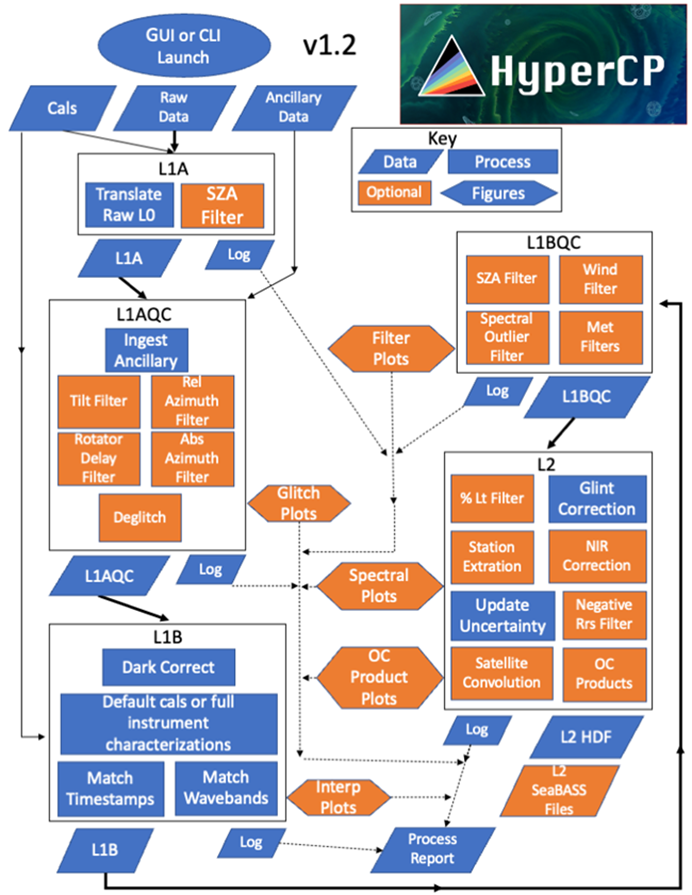 GUI or CLI
Launch
v1.2
HyperCP
Cals
Raw
Data
Ancillary
Data
Key
Data
Process
Optional
Figures
L1A
Translate
Raw L0
SZA
Filter
L1A
Log
L1AQC
Ingest
Ancillary
Tilt Filter
Rel
Azimuth
Filter
Rotator
Delay
Filter
Abs
Azimuth
Filter
Deglitch
Glitch
Plots
L1AQC
Log
L1B
Dark Correct
Default cals or full
instrument
characterizations
Match
Timestamps
Match
Wavebands
Interp
Plots
L1B
Log
Process
Report
L1BQC
SZA Filter
Wind
Filter
Spectral
Outlier
Filter
Met
Filters
Filter
Plots
Log
L1BQC
L2
% Lt Filter
Glint
Correction
Station
Extration
NIR
Correction
Update
Uncertainty
Negative
Rrs Filter
Satellite
Convolution
OC
Products
Spectral
Plots
OC
Product
Plots
Log
L2 HDF
L2
SeaBASS
Files